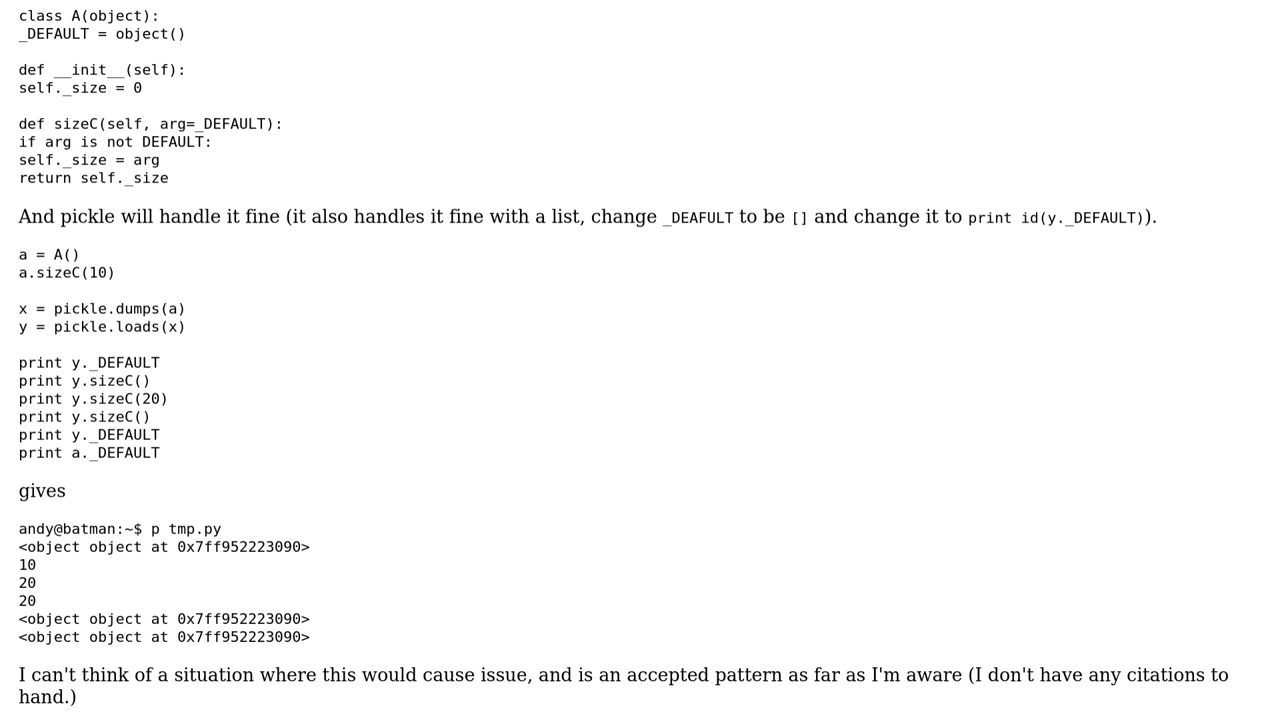 class A(object):
_DEFAULT = object()
def __init__(self):
self._size = 0
def sizeC(self, arg=_DEFAULT):
if arg is not DEFAULT:
self._size = arg
return self._size
And pickle will handle it fine (it also handles it fine with a list, change _DEAFULT to be [] and change it to print id(y._DEFAULT)).
a = A()
a.sizeC(10)
x = pickle.dumps(a)
y = pickle.loads(x)
print y._DEFAULT
print y.sizeC()
print y.sizeC(20)
print y.sizeC()
print y._DEFAULT
print a._DEFAULT
gives
andy@batman:~$ p tmp.py
<object object at 0x7ff952223090>
10
20
20
<object object at 0x7ff952223090>
<object object at 0x7ff952223090>
I can't think of a situation where this would cause issue, and is an accepted pattern as far as I'm aware (I don't have any citations to
hand.)